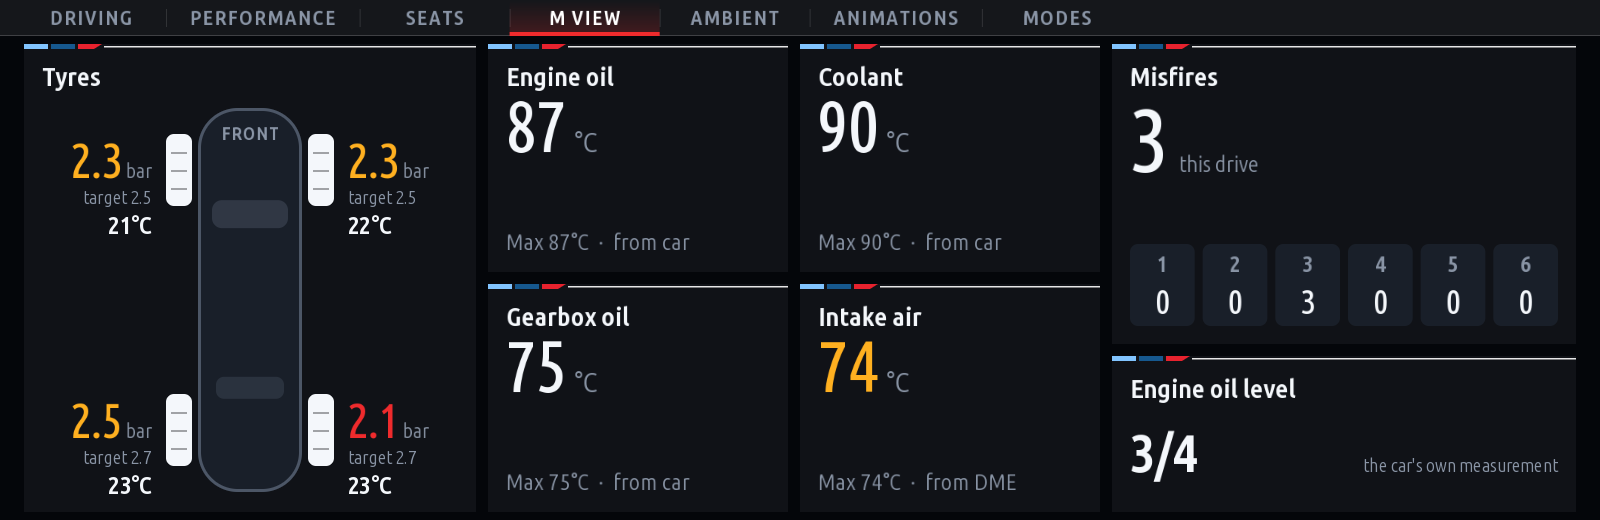 DRIVING PERFORMANCE SEATS M VIEW AMBIENT ANIMATIONS MODES
Tyres
FRONT
2.3 bar
target 2.5
21°C
2.3 bar
target 2.5
22°C
2.5 bar
target 2.7
23°C
2.1 bar
target 2.7
23°C
Engine oil
87 °C
Max 87°C · from car
Coolant
90 °C
Max 90°C · from car
Gearbox oil
75 °C
Max 75°C · from car
Intake air
74 °C
Max 74°C · from DME
Misfires
3 this drive
1 2 3 4 5 6
0 0 3 0 0 0
Engine oil level
3/4 the car's own measurement